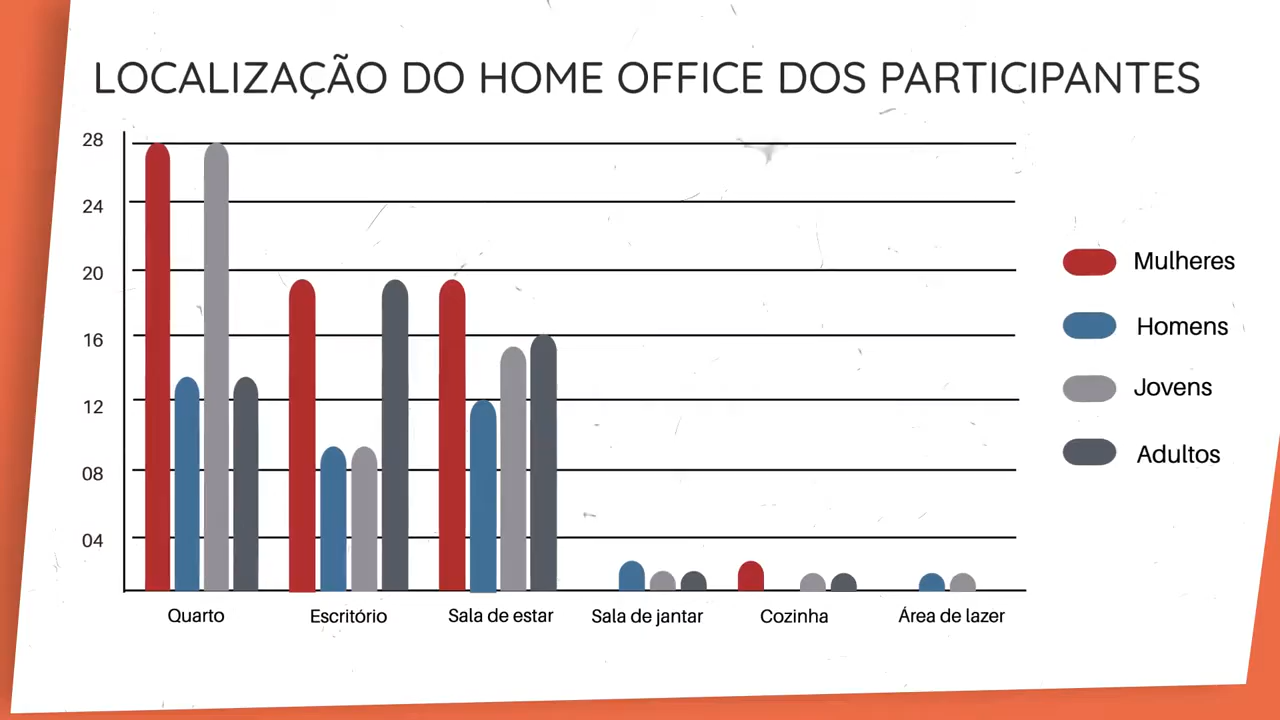 LOCALIZAÇÃO DO HOME OFFICE DOS PARTICIPANTES
28
24
20
16
12
08
04
Quarto
Escritório
Sala de estar
Sala de jantar
Cozinha
Área de lazer
Mulheres
Homens
Jovens
Adultos